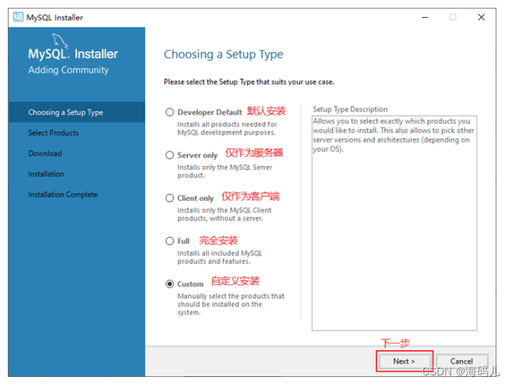 MySQL Installer
MySQL. Installer
Adding Community
Choosing a Setup Type
Select Products
Download
Installation
Installation Complete
Choosing a Setup Type
Please select the Setup Type that suits your use case.
Developer Default 默认安装
Installs all products needed for
MySQL development purposes.
Server only 仅作为服务器
Installs only the MySQL Server
product.
Client only 仅作为客户端
Installs only the MySQL Client
products, without a server.
Full 完全安装
Installs all included MySQL
products and features.
Custom 自定义安装
Manually select the products that
should be installed on the
system.
Setup Type Description
Allows you to select exactly which products you
would like to install. This also allows to pick other
server versions and architectures (depending on
your OS).
下一步
Next >
Cancel
CSDN @海码儿